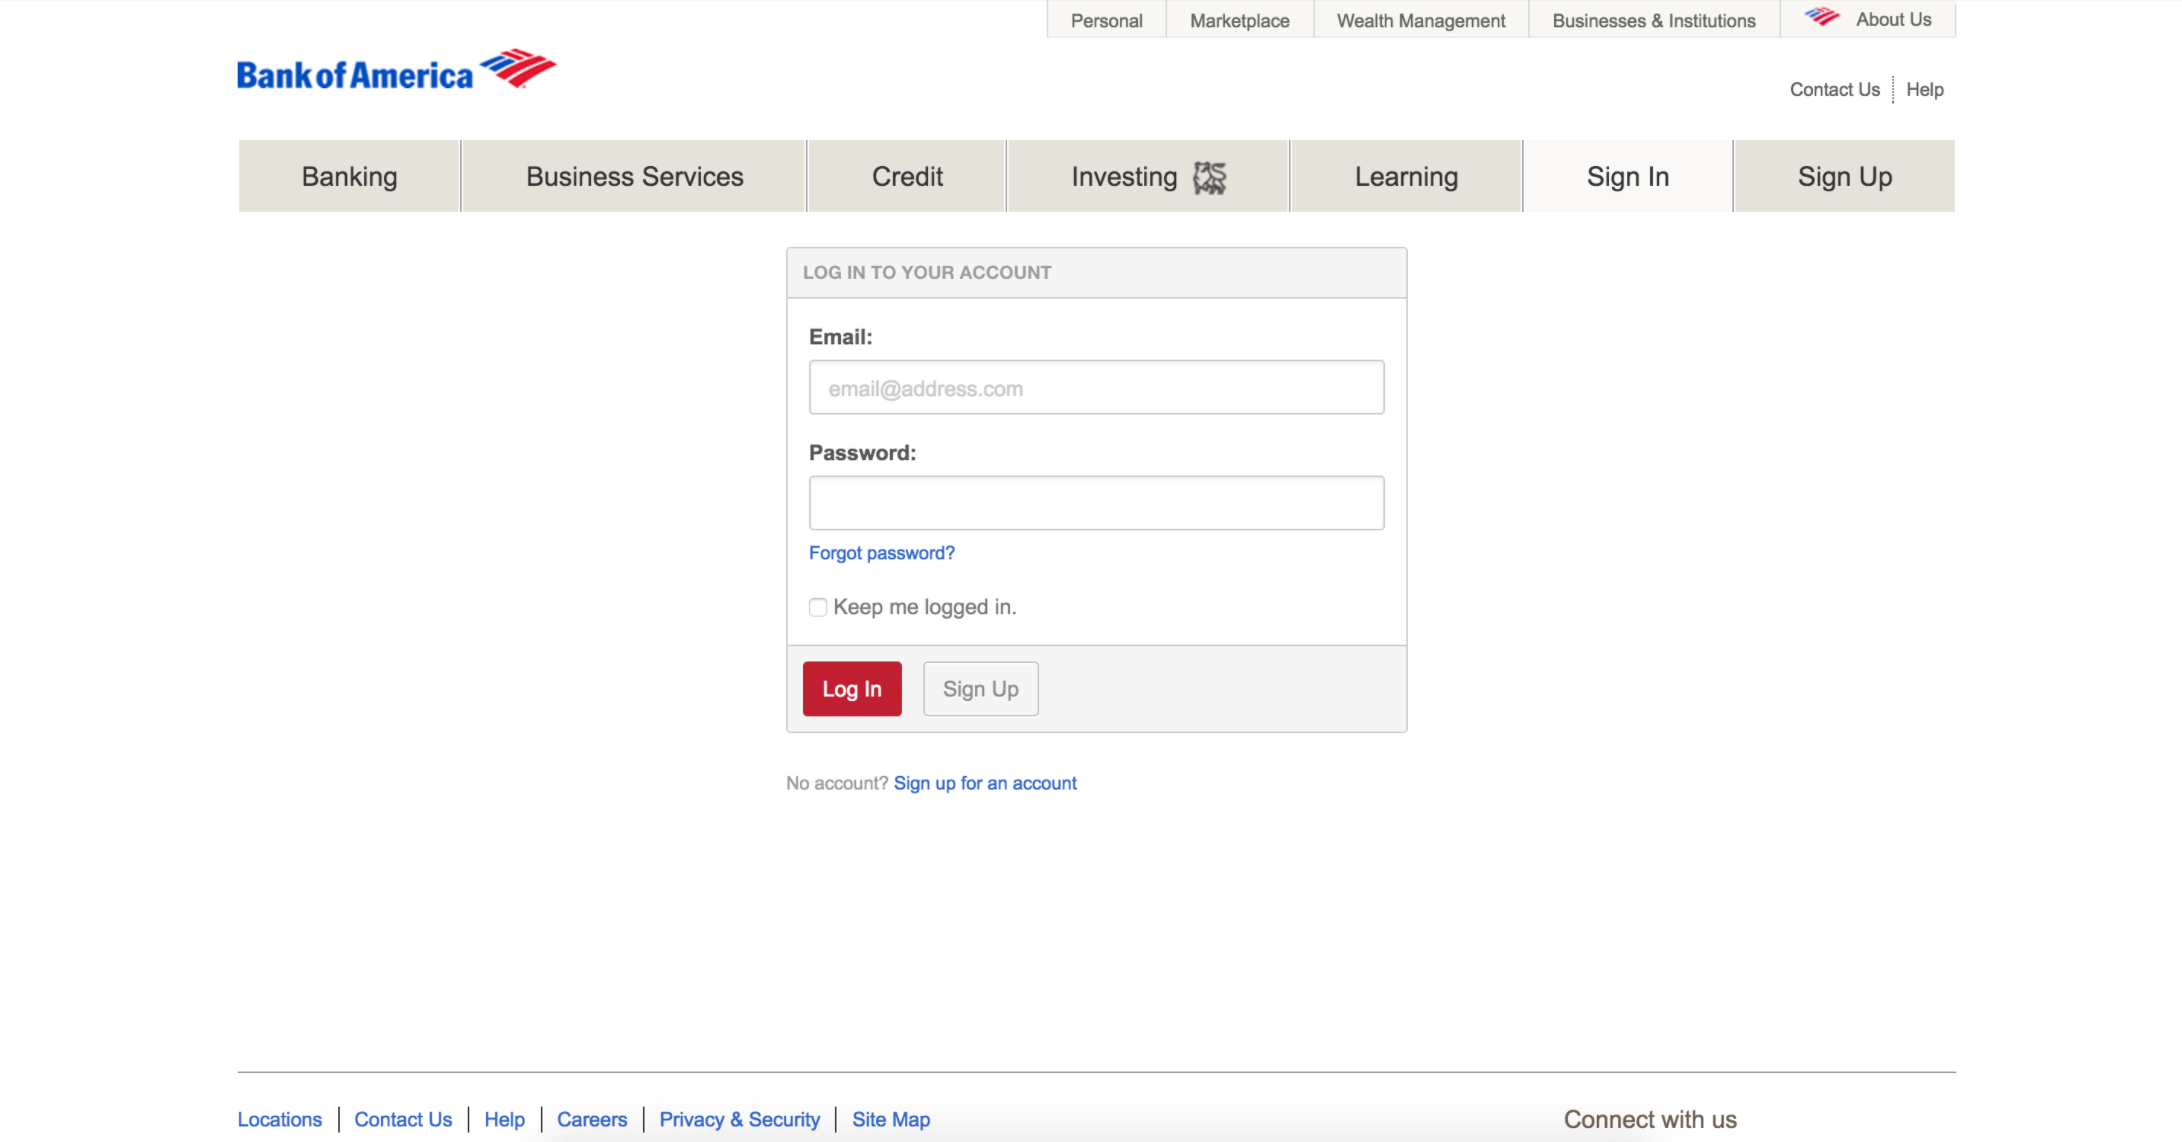 Personal
Marketplace
Wealth Management
Businesses & Institutions
About Us
Bank of America
Contact Us
Help
Banking
Business Services
Credit
Investing
Learning
Sign In
Sign Up
LOG IN TO YOUR ACCOUNT
Email:
email@address.com
Password:
Forgot password?
Keep me logged in.
Log In
Sign Up
No account? Sign up for an account
Locations
Contact Us
Help
Careers
Privacy & Security
Site Map
Connect with us